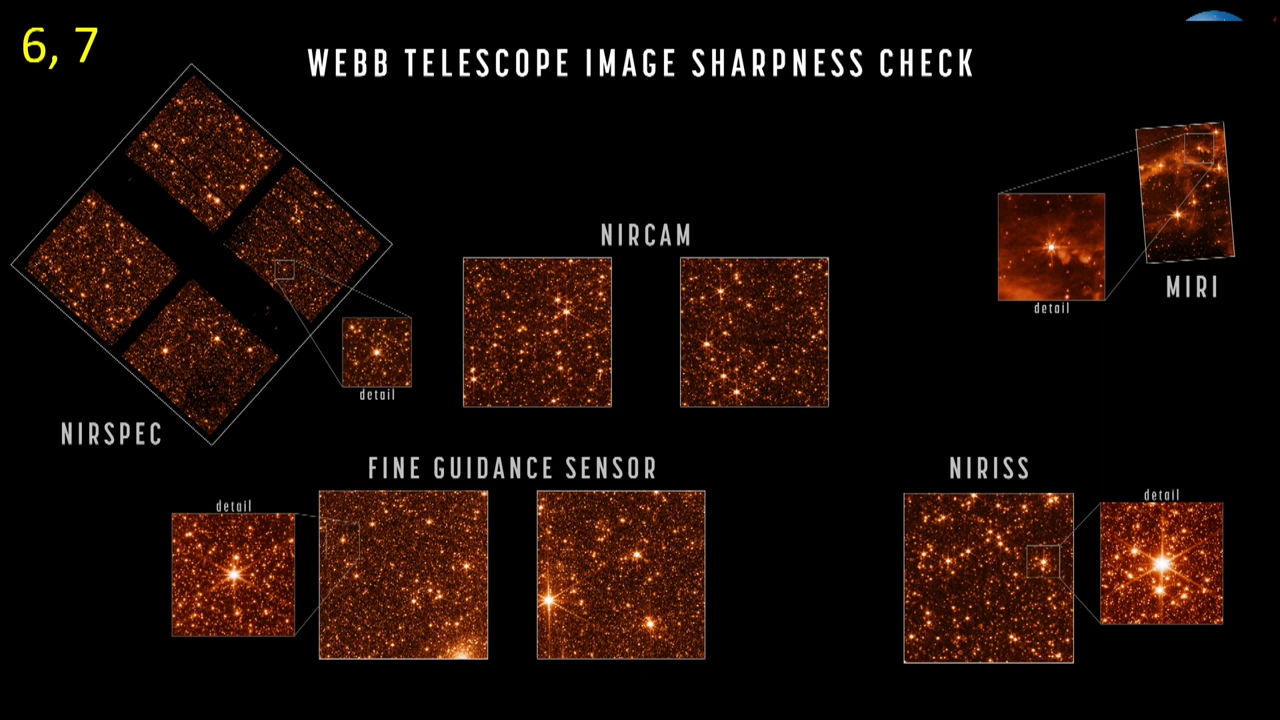 6, 7
WEBB TELESCOPE IMAGE SHARPNESS CHECK
NIRCAM
MIRI
detail
detail
NIRSPEC
FINE GUIDANCE SENSOR
NIRISS
detail
detail